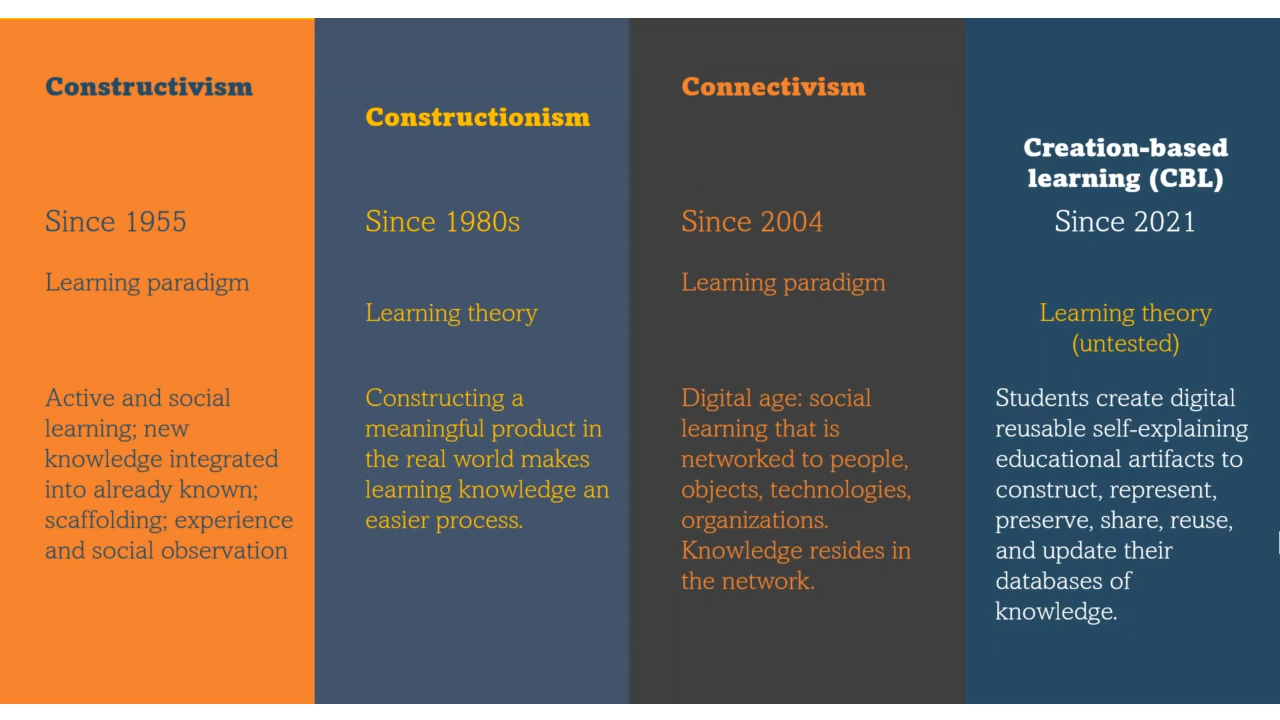 Constructivism
Since 1955
Learning paradigm
Active and social
learning; new
knowledge integrated
into already known;
scaffolding; experience
and social observation
Constructionism
Since 1980s
Learning theory
Constructing a
meaningful product in
the real world makes
learning knowledge an
easier process.
Connectivism
Since 2004
Learning paradigm
Digital age: social
learning that is
networked to people,
objects, technologies,
organizations.
Knowledge resides in
the network.
Creation-based
learning (CBL)
Since 2021
Learning theory
(untested)
Students create digital
reusable self-explaining
educational artifacts to
construct, represent,
preserve, share, reuse,
and update their
databases of
knowledge.